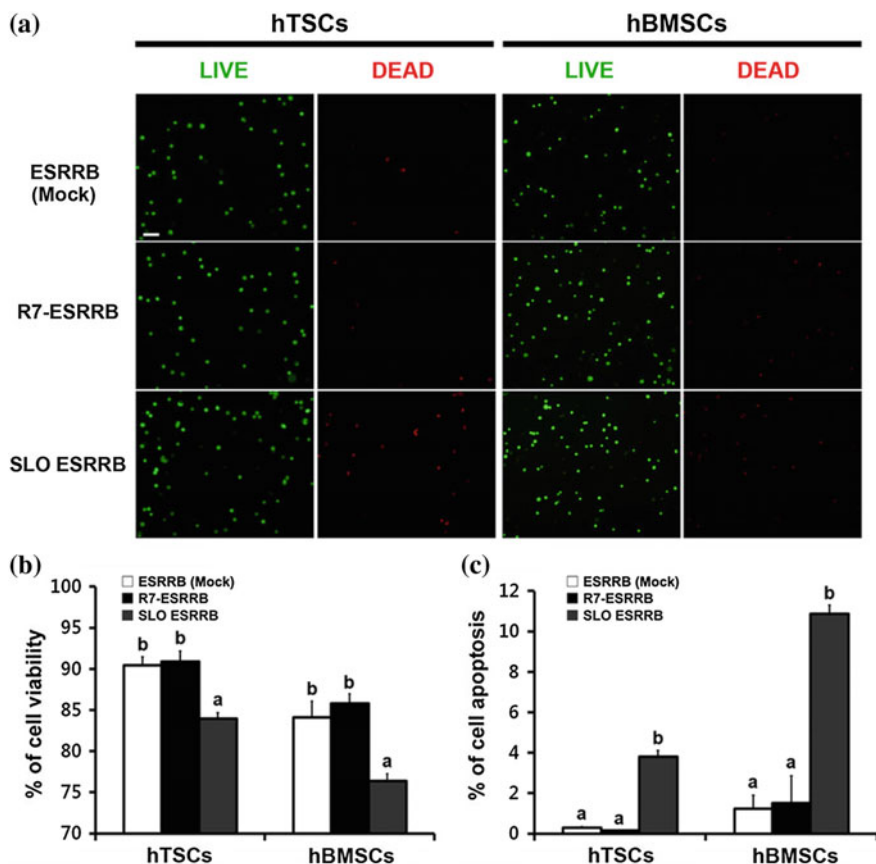 (a)
hTSCs hBMSCs
LIVE DEAD LIVE DEAD
ESRRB
(Mock)
R7-ESRRB
SLO ESRRB
(b)
% of cell viability
100
95
90
85
80
75
70
ESRRB (Mock)
R7-ESRRB
SLO ESRRB
b b a b b a
hTSCs hBMSCs
(c)
% of cell apoptosis
12
10
8
6
4
2
0
ESRRB (Mock)
R7-ESRRB
SLO ESRRB
a a b a a b
hTSCs hBMSCs